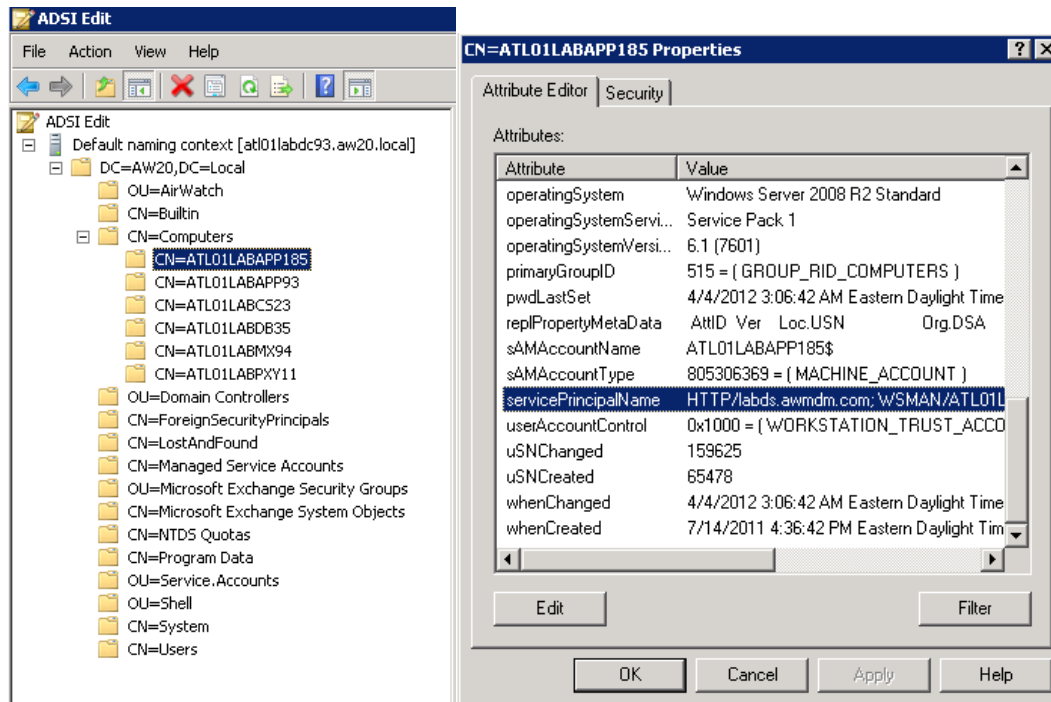 ADSI Edit
File Action View Help
ADSI Edit
Default naming context [atl01labdc93.aw20.local]
DC=AW20,DC=Local
OU=AirWatch
CN=Builtin
CN=Computers
CN=ATL01LABAPP185
CN=ATL01LABAPP93
CN=ATL01LABCS23
CN=ATL01LABDB35
CN=ATL01LABMX94
CN=ATL01LABPXY11
OU=Domain Controllers
CN=ForeignSecurityPrincipals
CN=LostAndFound
CN=Managed Service Accounts
OU=Microsoft Exchange Security Groups
CN=Microsoft Exchange System Objects
CN=NTDS Quotas
CN=Program Data
OU=Service.Accounts
OU=Shell
CN=System
CN=Users
CN=ATL01LABAPP185 Properties
Attribute Editor Security
Attributes:
Attribute Value
operatingSystem Windows Server 2008 R2 Standard
operatingSystemServi... Service Pack 1
operatingSystemVersi... 6.1 (7601)
primaryGroupID 515 = ( GROUP_RID_COMPUTERS )
pwdLastSet 4/4/2012 3:06:42 AM Eastern Daylight Time
replPropertyMetaData AttID Ver Loc.USN Org.DSA
sAMAccountName ATL01LABAPP185$
sAMAccountType 805306369 = ( MACHINE_ACCOUNT )
servicePrincipalName HTTP/labds.awmdm.com; WSMAN/ATL01L
userAccountControl 0x1000 = ( WORKSTATION_TRUST_ACCO
uSNChanged 159625
uSNCreated 65478
whenChanged 4/4/2012 3:06:42 AM Eastern Daylight Time
whenCreated 7/14/2011 4:36:42 PM Eastern Daylight Tim
Edit Filter
OK Cancel Apply Help